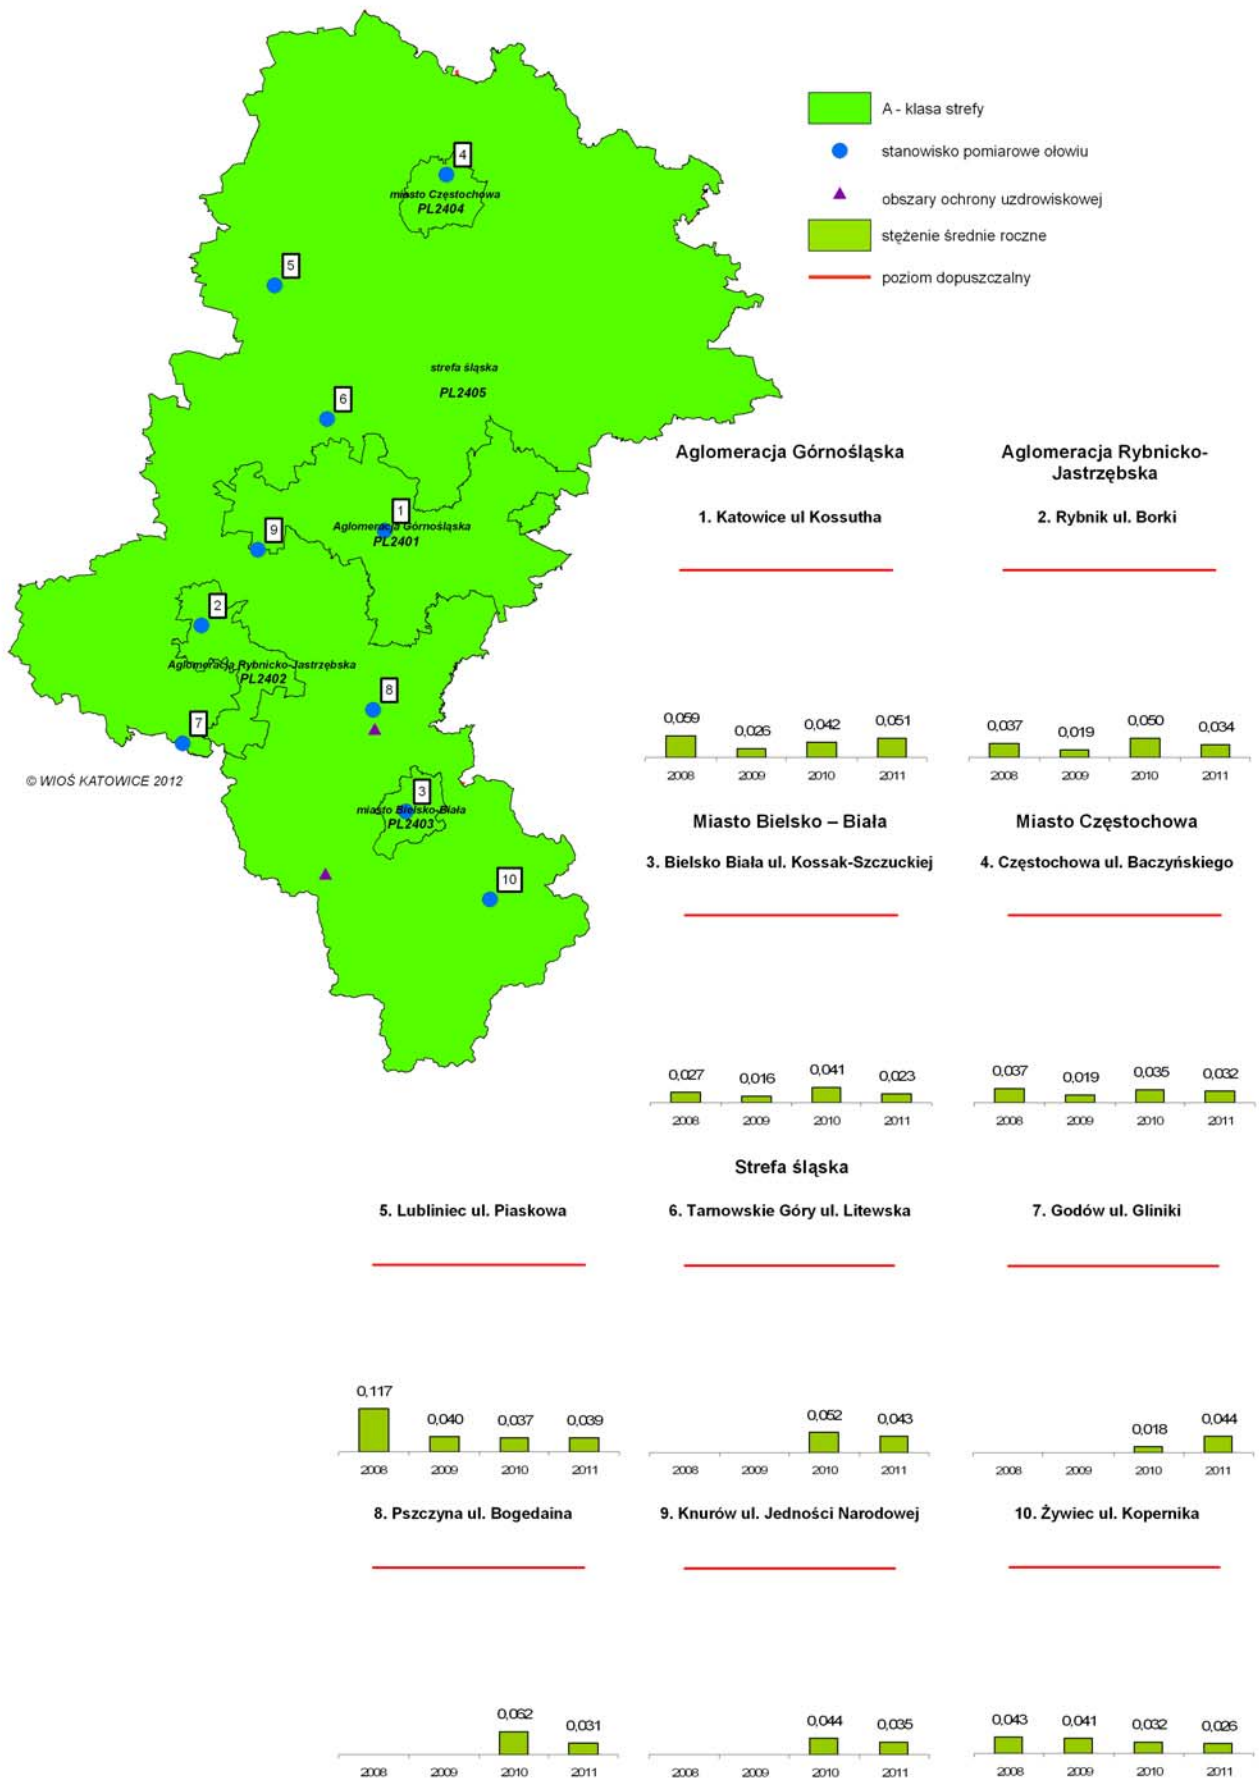 A - klasa strefy
stanowisko pomiarowe ołowiu
obszary ochrony uzdrowiskowej
stężenie średnie roczne
poziom dopuszczalny
4
miasto Częstochowa
PL2404
5
strefa śląska
PL2405
6
1
Aglomeracja Górnośląska
PL2401
9
2
Aglomeracja Rybnicko-Jastrzębska
PL2402
8
7
© WIOŚ KATOWICE 2012
3
miasto Bielsko-Biała
PL2403
10
Aglomeracja Górnośląska
1. Katowice ul Kossutha
0,059 0,026 0,042 0,051
2008 2009 2010 2011
Aglomeracja Rybnicko-
Jastrzębska
2. Rybnik ul. Borki
0,037 0,019 0,050 0,034
2008 2009 2010 2011
Miasto Bielsko – Biała
3. Bielsko Biała ul. Kossak-Szczuckiej
0,027 0,016 0,041 0,023
2008 2009 2010 2011
Miasto Częstochowa
4. Częstochowa ul. Baczyńskiego
0,037 0,019 0,035 0,032
2008 2009 2010 2011
Strefa śląska
5. Lubliniec ul. Piaskowa
0,117 0,040 0,037 0,039
2008 2009 2010 2011
6. Tarnowskie Góry ul. Litewska
0,052 0,043
2008 2009 2010 2011
7. Godów ul. Gliniki
0,018 0,044
2008 2009 2010 2011
8. Pszczyna ul. Bogedaina
0,062 0,031
2008 2009 2010 2011
9. Knurów ul. Jedności Narodowej
0,044 0,035
2008 2009 2010 2011
10. Żywiec ul. Kopernika
0,043 0,041 0,032 0,026
2008 2009 2010 2011